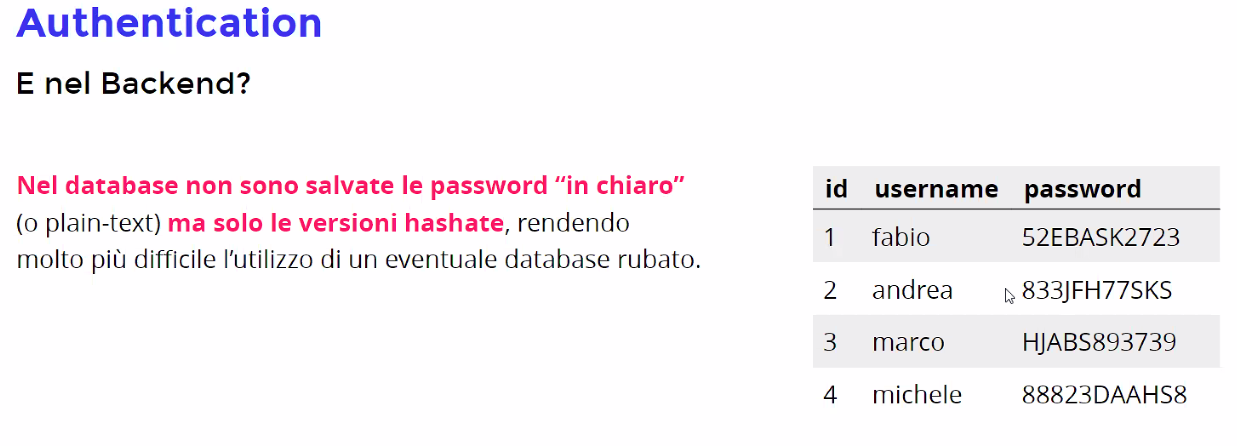 Authentication
E nel Backend?
Nel database non sono salvate le password “in chiaro”
(o plain-text) ma solo le versioni hashate, rendendo
molto più difficile l’utilizzo di un eventuale database rubato.
id username password
1 fabio 52EBASK2723
2 andrea 833JFH77SKS
3 marco HJABS893739
4 michele 88823DAAHS8